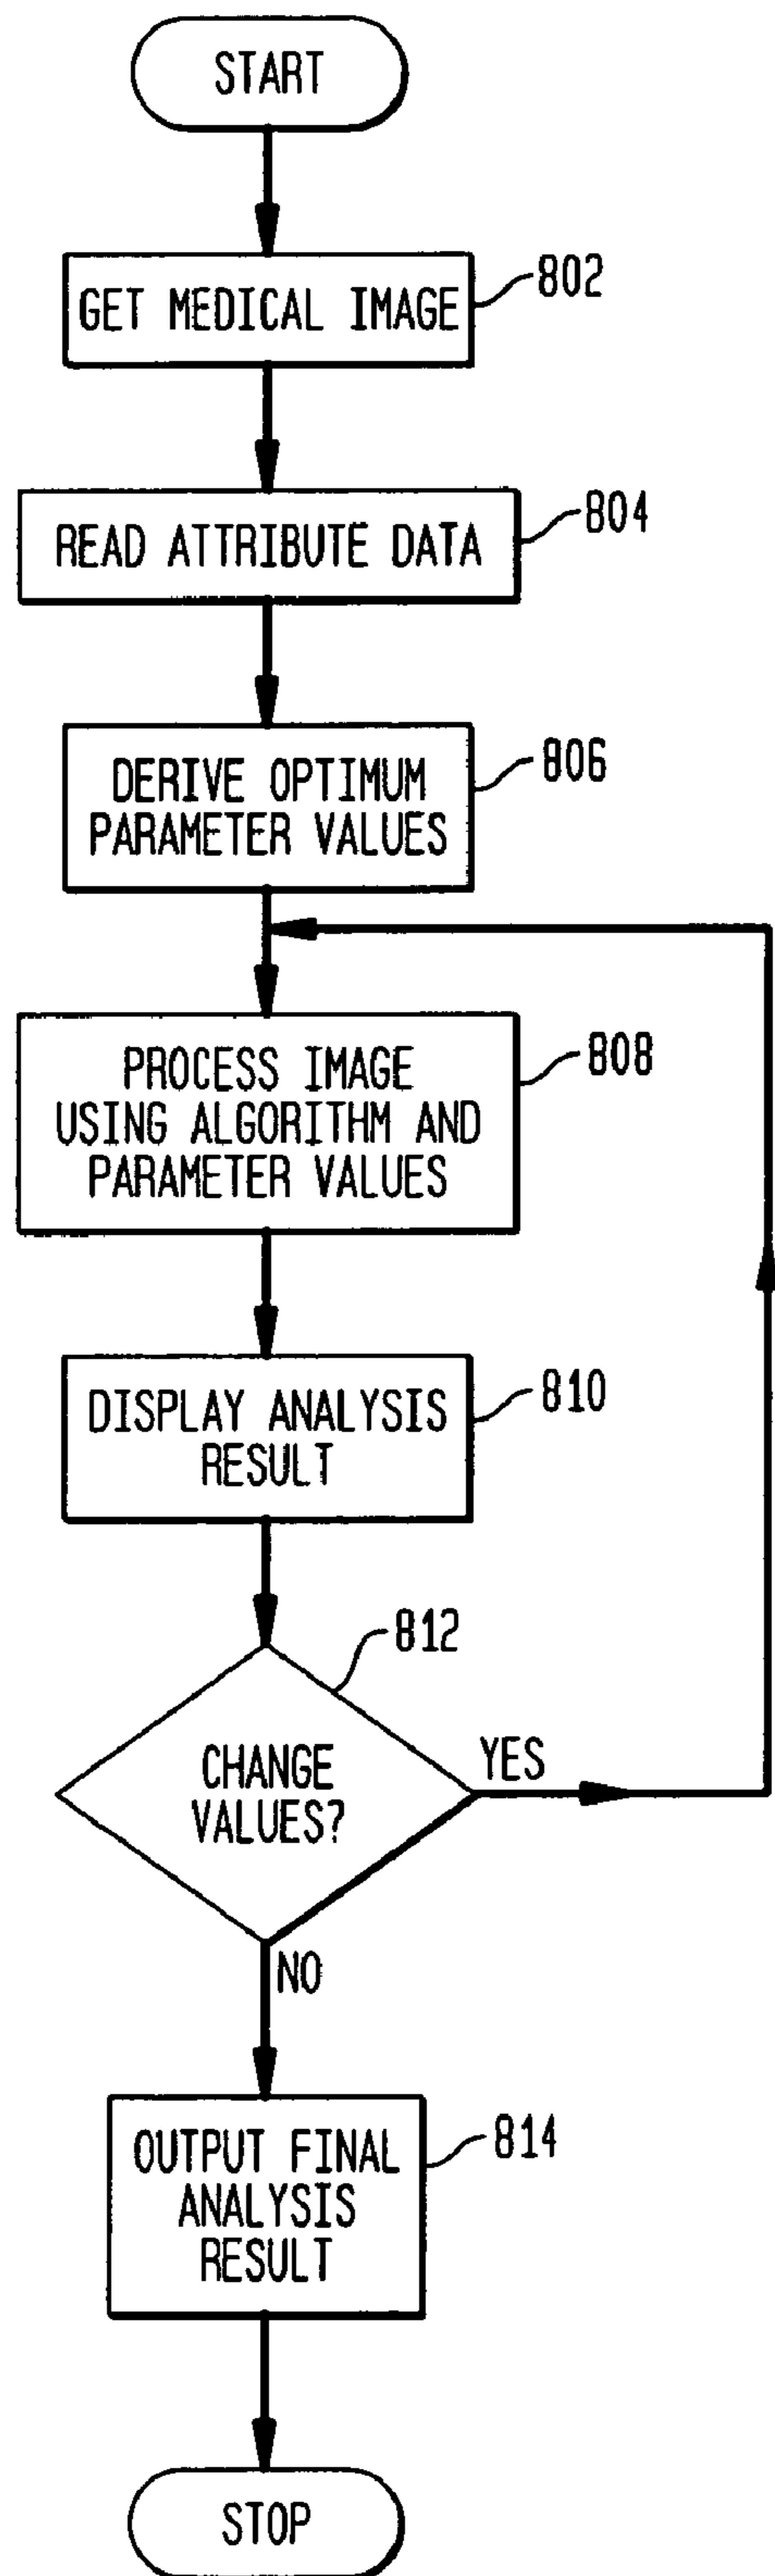 START
GET MEDICAL IMAGE
802
READ ATTRIBUTE DATA
804
DERIVE OPTIMUM
PARAMETER VALUES
806
PROCESS IMAGE
USING ALGORITHM AND
PARAMETER VALUES
808
DISPLAY ANALYSIS
RESULT
810
812
CHANGE
VALUES?
YES
NO
OUTPUT FINAL
ANALYSIS
RESULT
814
STOP